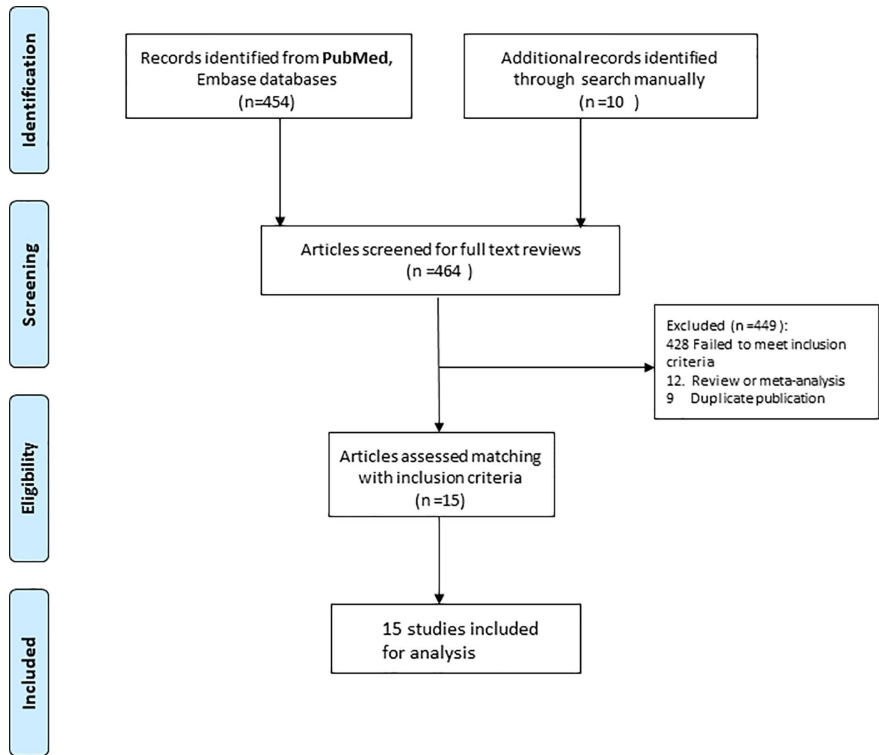 Identification
Records identified from PubMed,
Embase databases
(n=454)
Additional records identified
through search manually
(n =10 )
Screening
Articles screened for full text reviews
(n =464 )
Excluded (n =449 ):
428 Failed to meet inclusion
criteria
12. Review or meta-analysis
9 Duplicate publication
Eligibility
Articles assessed matching
with inclusion criteria
(n =15)
Included
15 studies included
for analysis